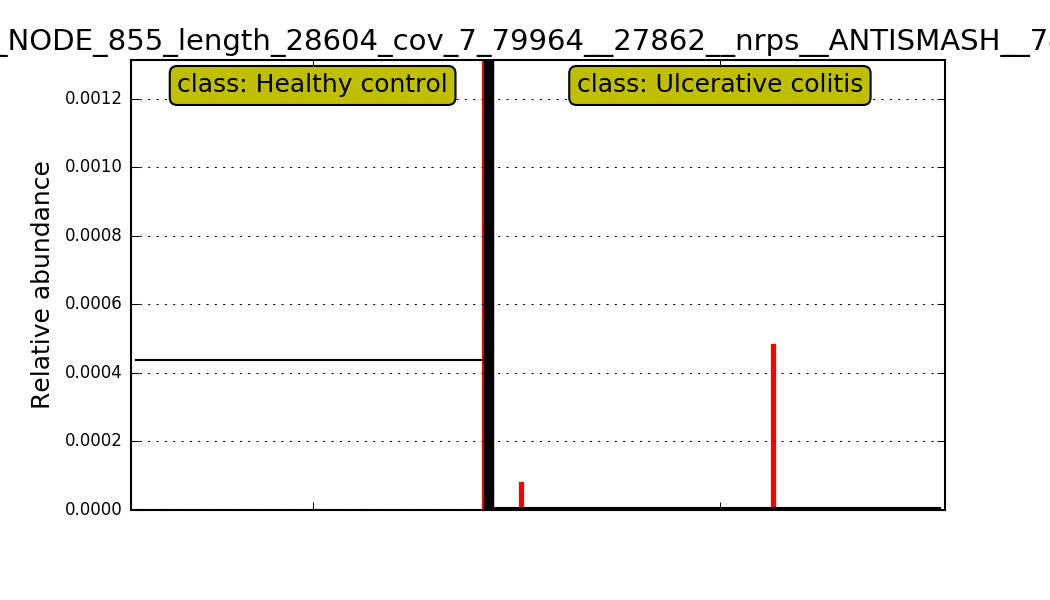 _NODE_855_length_28604_cov_7_79964__27862__nrps__ANTISMASH__7
class: Healthy control
class: Ulcerative colitis
Relative abundance
0.0012
0.0010
0.0008
0.0006
0.0004
0.0002
0.0000